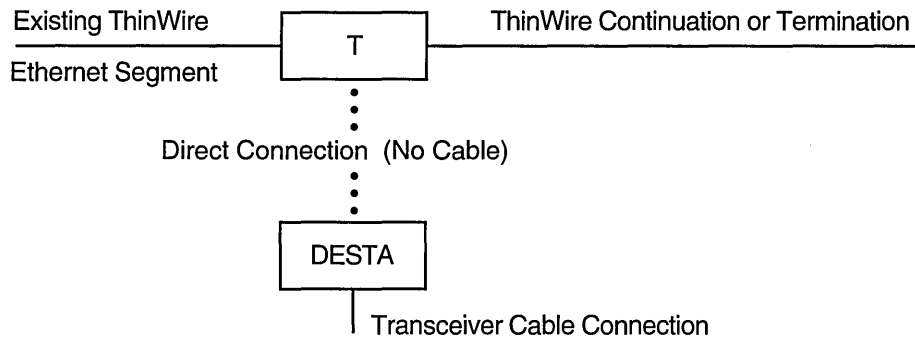 Existing ThinWire
ThinWire Continuation or Termination
T
Ethernet Segment
Direct Connection (No Cable)
DESTA
Transceiver Cable Connection